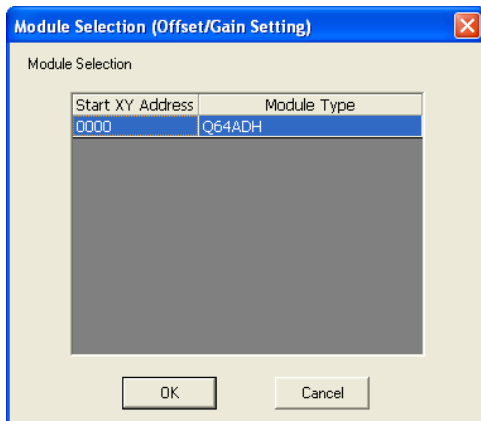 Module Selection (Offset/Gain Setting)
Module Selection
Start XY Address Module Type
0000 Q64ADH
OK Cancel